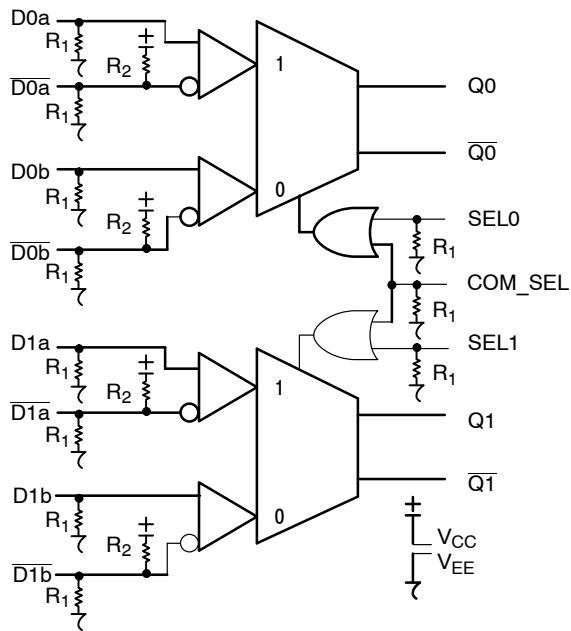 D0a
R1
R2
1
D0a
R1
Q0
D0b
Q0
R1
R2
0
SEL0
D0b
R1
R1
COM_SEL
R1
D1a
SEL1
R1
R2
R1
1
D1a
R1
Q1
D1b
Q1
R1
R2
0
VCC
D1b
VEE
R1